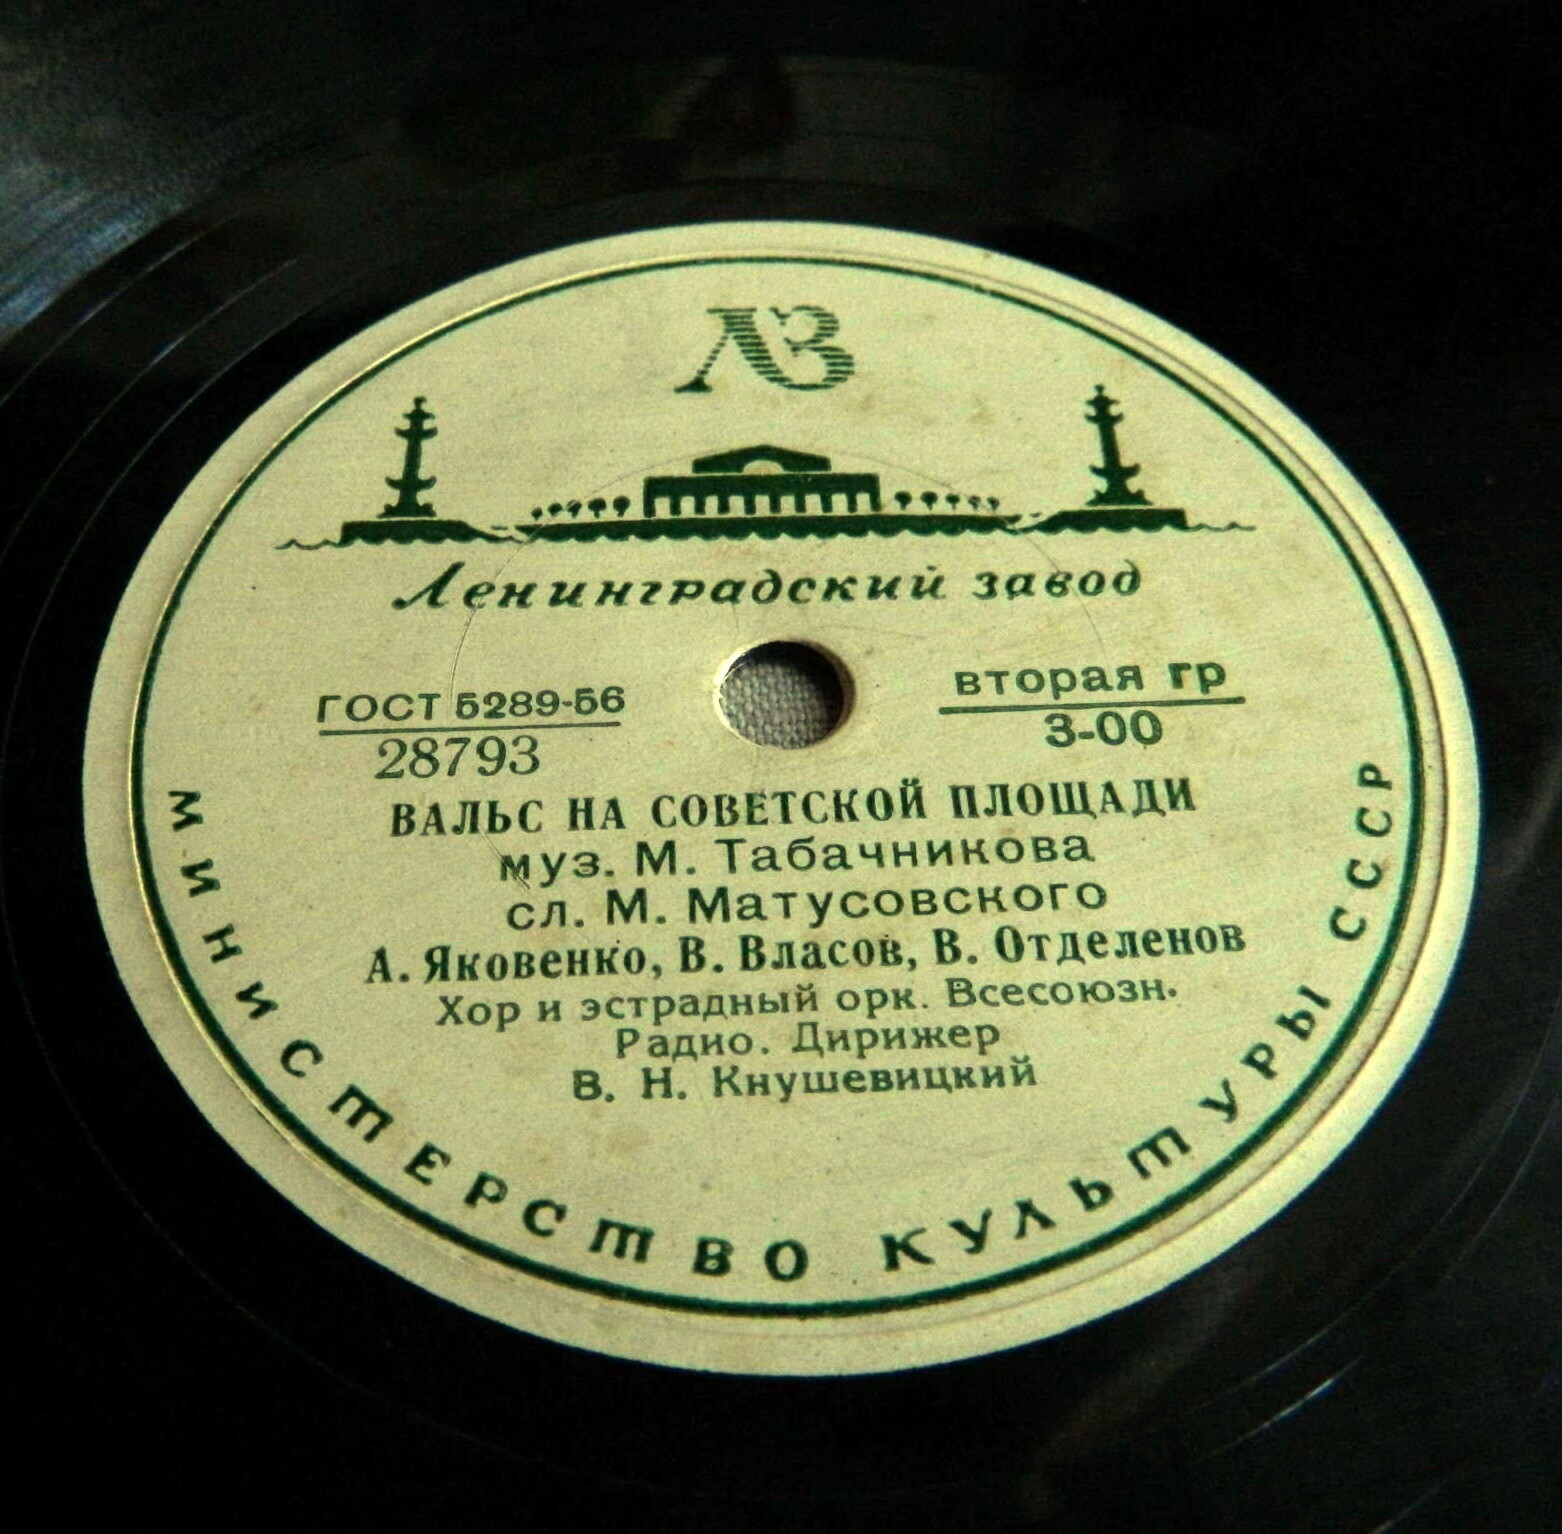 ЛЗ
Ленинградский завод
ГОСТ 5289-56
28793
вторая гр
3-00
ВАЛЬС НА СОВЕТСКОЙ ПЛОЩАДИ
муз. М. Табачникова
сл. М. Матусовского
А. Яковенко, В. Власов, В. Отделенов
Хор и эстрадный орк. Всесоюзн.
Радио. Дирижер
В. Н. Кнушевицкий
МИНИСТЕРСТВО КУЛЬТУРЫ СССР